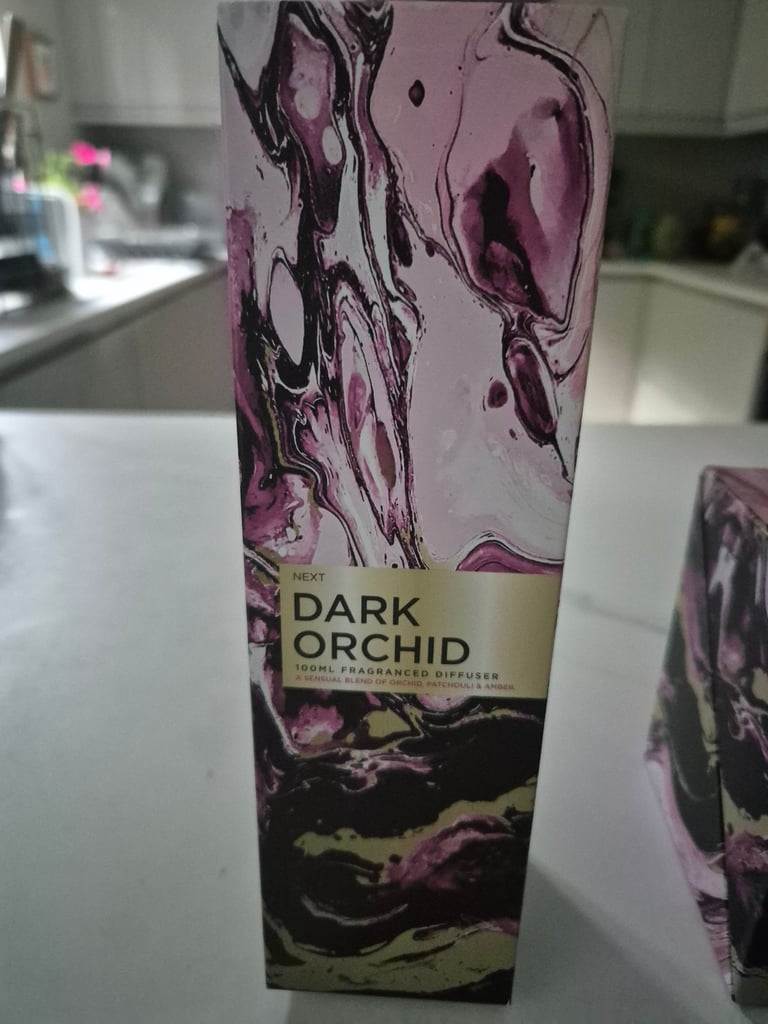 NEXT
DARK
ORCHID
100ML FRAGRANCED DIFFUSER
A SENSUAL BLEND OF ORCHID, PATCHOULI & AMBER.